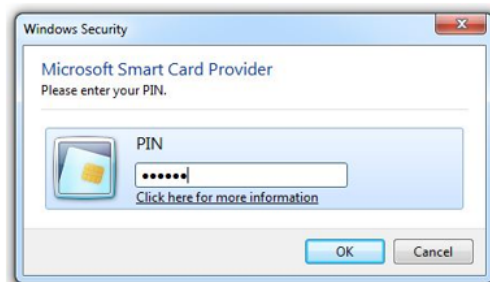 Windows Security
Microsoft Smart Card Provider
Please enter your PIN.
PIN
••••••
Click here for more information
OK
Cancel